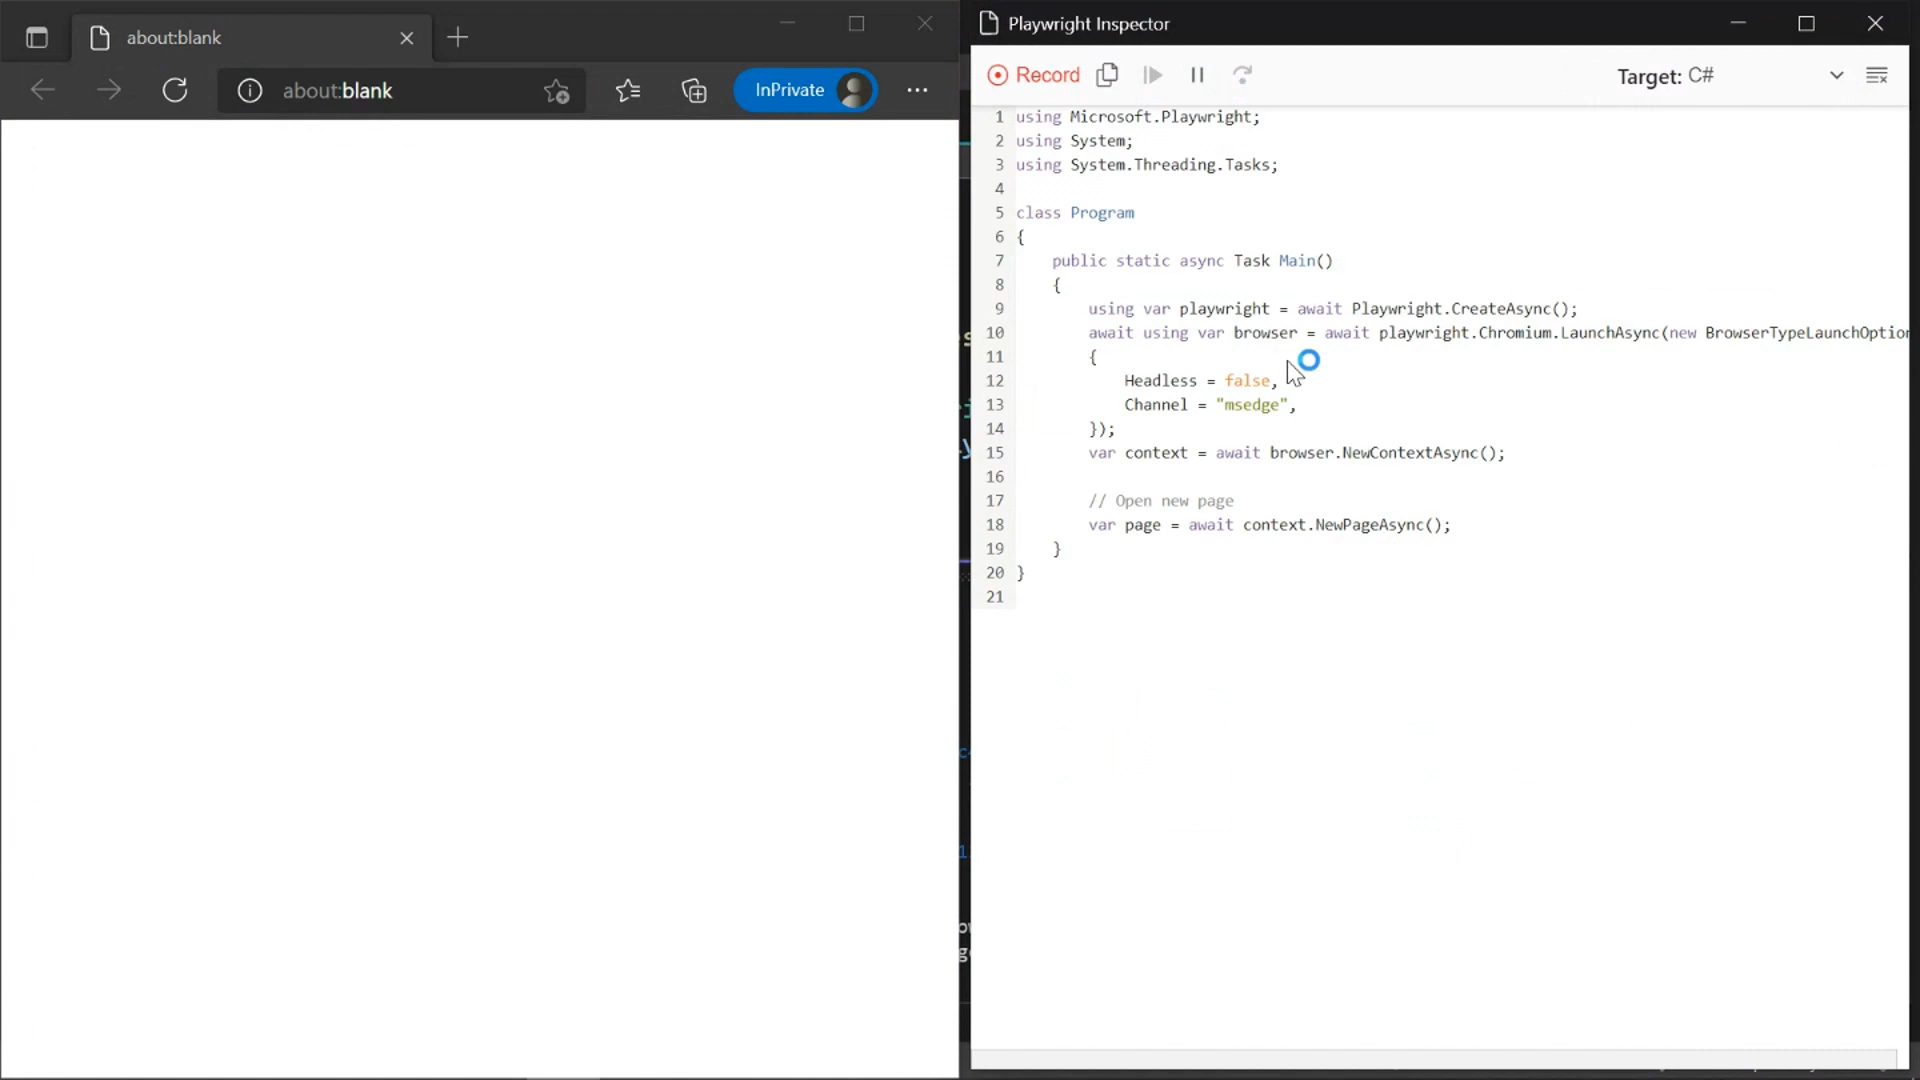 about:blank
about:blank
InPrivate
Playwright Inspector
Record
Target: C#
1 using Microsoft.Playwright;
2 using System;
3 using System.Threading.Tasks;
4
5 class Program
6 {
7 public static async Task Main()
8 {
9 using var playwright = await Playwright.CreateAsync();
10 await using var browser = await playwright.Chromium.LaunchAsync(new BrowserTypeLaunchOption
11 {
12 Headless = false,
13 Channel = "msedge",
14 });
15 var context = await browser.NewContextAsync();
16
17 // Open new page
18 var page = await context.NewPageAsync();
19 }
20 }
21